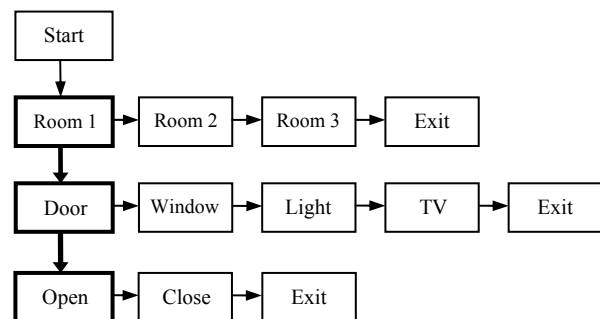 Start
Room 1 Room 2 Room 3 Exit
Door Window Light TV Exit
Open Close Exit